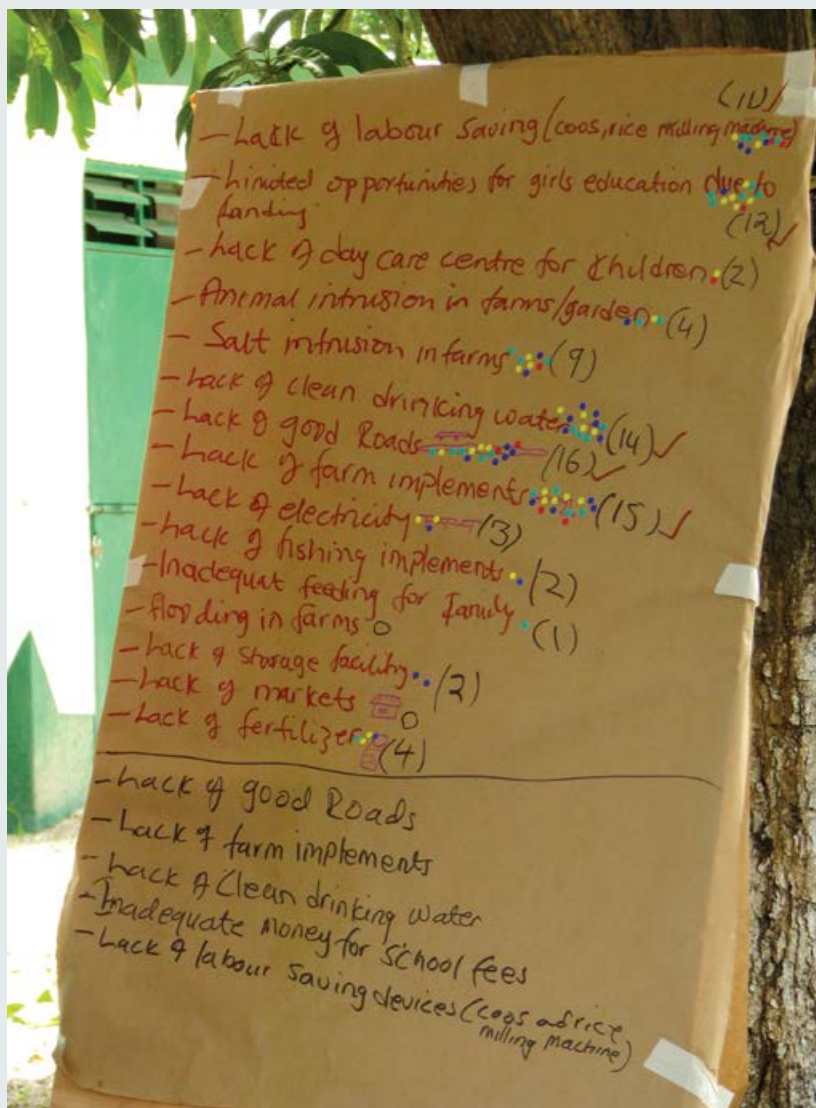 (11)✓
- Lack of labour saving (coos, rice milling machine)
- Limited opportunities for girls education due to
funding
(12)✓
- Lack of day care centre for Children (2)
- Animal intrusion in farms/garden (4)
- Salt intrusion in farms (9)
- Lack of clean drinking water (14)✓
- Lack of good Roads (16)✓
- Lack of farm implements (15)✓
- Lack of electricity (3)
- Lack of fishing implements (2)
- Inadequat feeding for family (1)
- flooding in farms 0
- Lack of storage facility (2)
- Lack of markets 0
- Lack of fertilizer (4)
- Lack of good Roads
- Lack of farm implements
- Lack of Clean drinking water
- Inadequate money for school fees
- Lack of labour saving devices (coos ad rice
milling machine)